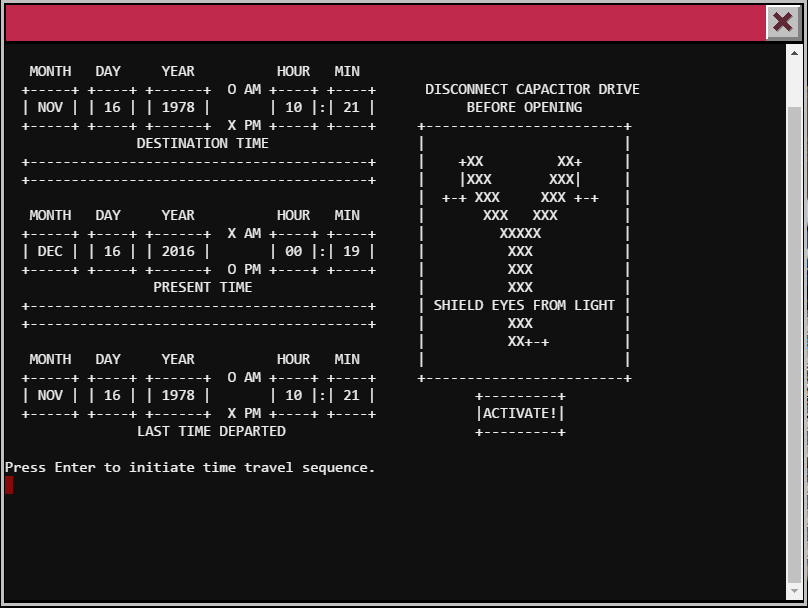 MONTH DAY YEAR HOUR MIN
+-----+ +----+ +------+ O AM +----+ +----+
| NOV | | 16 | | 1978 | | 10 |:| 21 |
+-----+ +----+ +------+ X PM +----+ +----+
DESTINATION TIME
+-----------------------------------------+
+-----------------------------------------+
MONTH DAY YEAR HOUR MIN
+-----+ +----+ +------+ X AM +----+ +----+
| DEC | | 16 | | 2016 | | 00 |:| 19 |
+-----+ +----+ +------+ O PM +----+ +----+
PRESENT TIME
+-----------------------------------------+
+-----------------------------------------+
MONTH DAY YEAR HOUR MIN
+-----+ +----+ +------+ O AM +----+ +----+
| NOV | | 16 | | 1978 | | 10 |:| 21 |
+-----+ +----+ +------+ X PM +----+ +----+
LAST TIME DEPARTED
DISCONNECT CAPACITOR DRIVE
BEFORE OPENING
+------------------------+
| |
| +XX XX+ |
| |XXX XXX| |
| +-+ XXX XXX +-+ |
| XXX XXX |
| XXXXX |
| XXX |
| XXX |
| XXX |
| SHIELD EYES FROM LIGHT |
| XXX |
| XX+-+ |
| |
+------------------------+
+---------+
|ACTIVATE!|
+---------+
Press Enter to initiate time travel sequence.